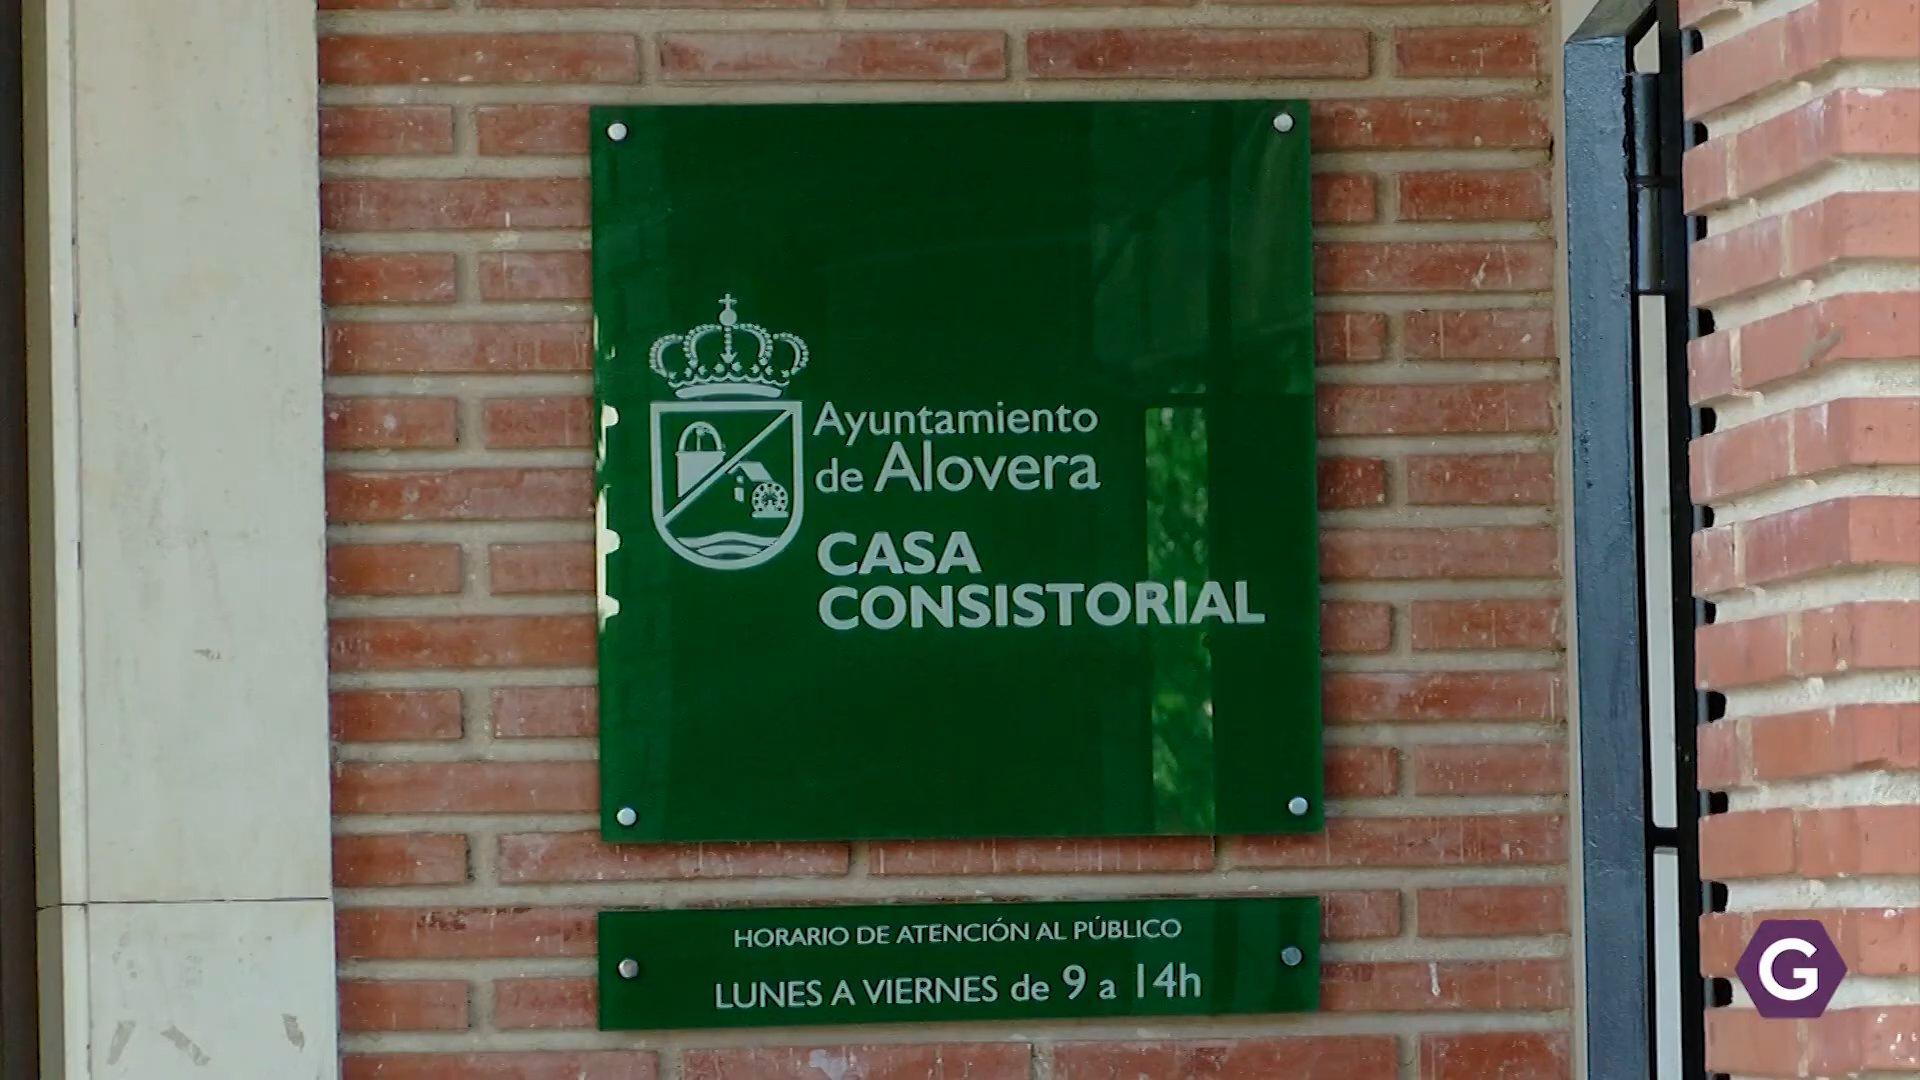 Ayuntamiento
de Alovera
CASA
CONSISTORIAL
HORARIO DE ATENCIÓN AL PÚBLICO
LUNES A VIERNES de 9 a 14h
G